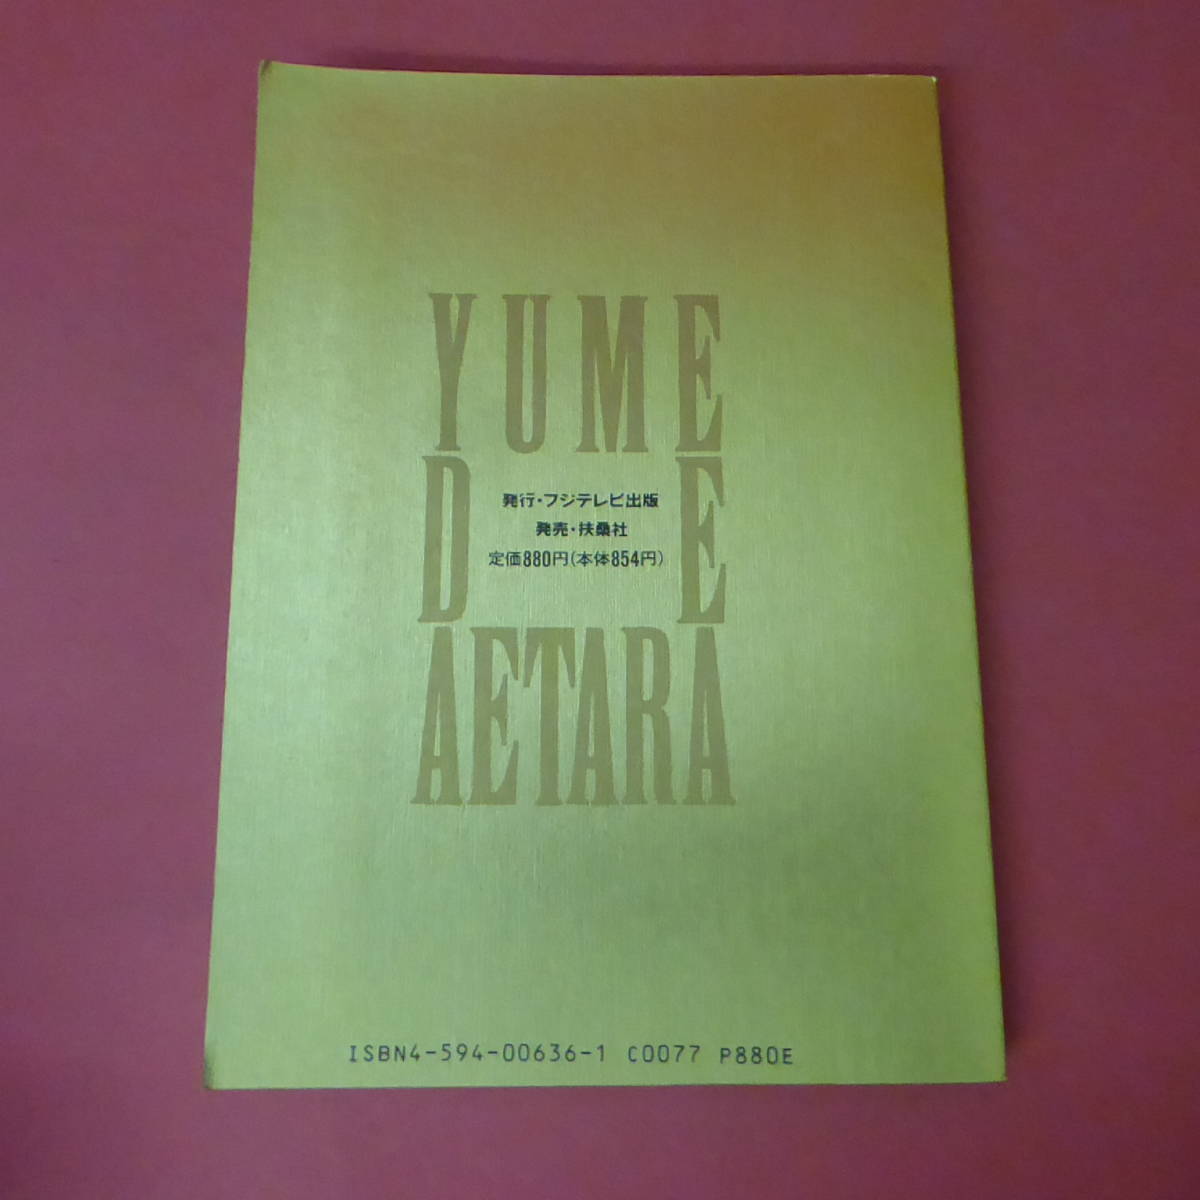 YUME
DE
発行・フジテレビ出版
発売・扶桑社
定価880円(本体854円)
AETARA
ISBN4-594-00636-1 C0077 P880E